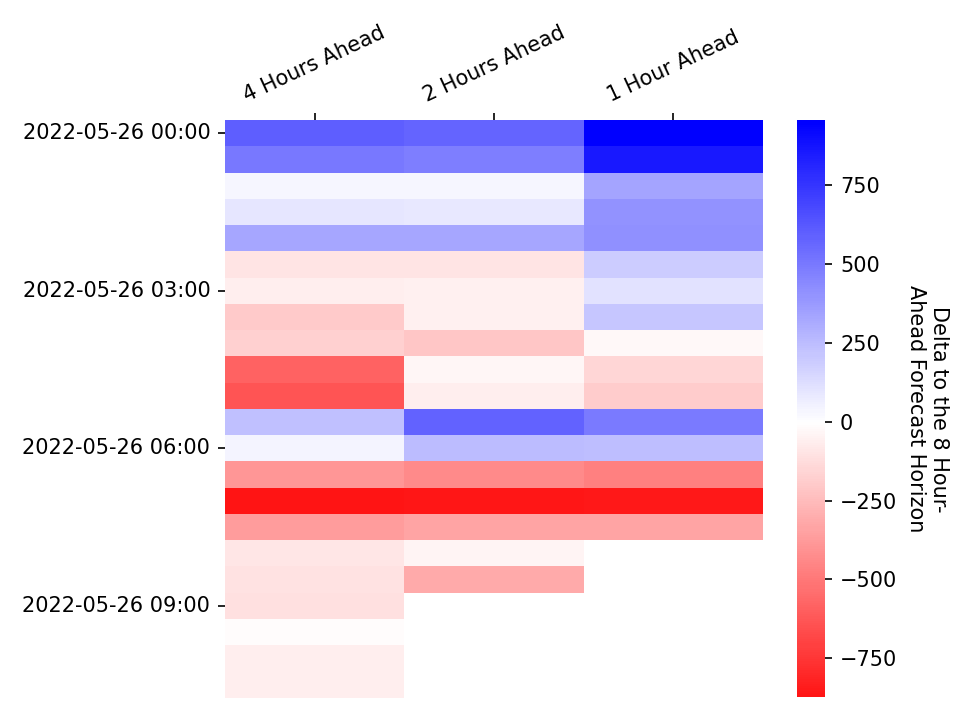 4 Hours Ahead
2 Hours Ahead
1 Hour Ahead
2022-05-26 00:00
2022-05-26 03:00
2022-05-26 06:00
2022-05-26 09:00
750
500
250
0
−250
−500
−750
Delta to the 8 Hour-
Ahead Forecast Horizon